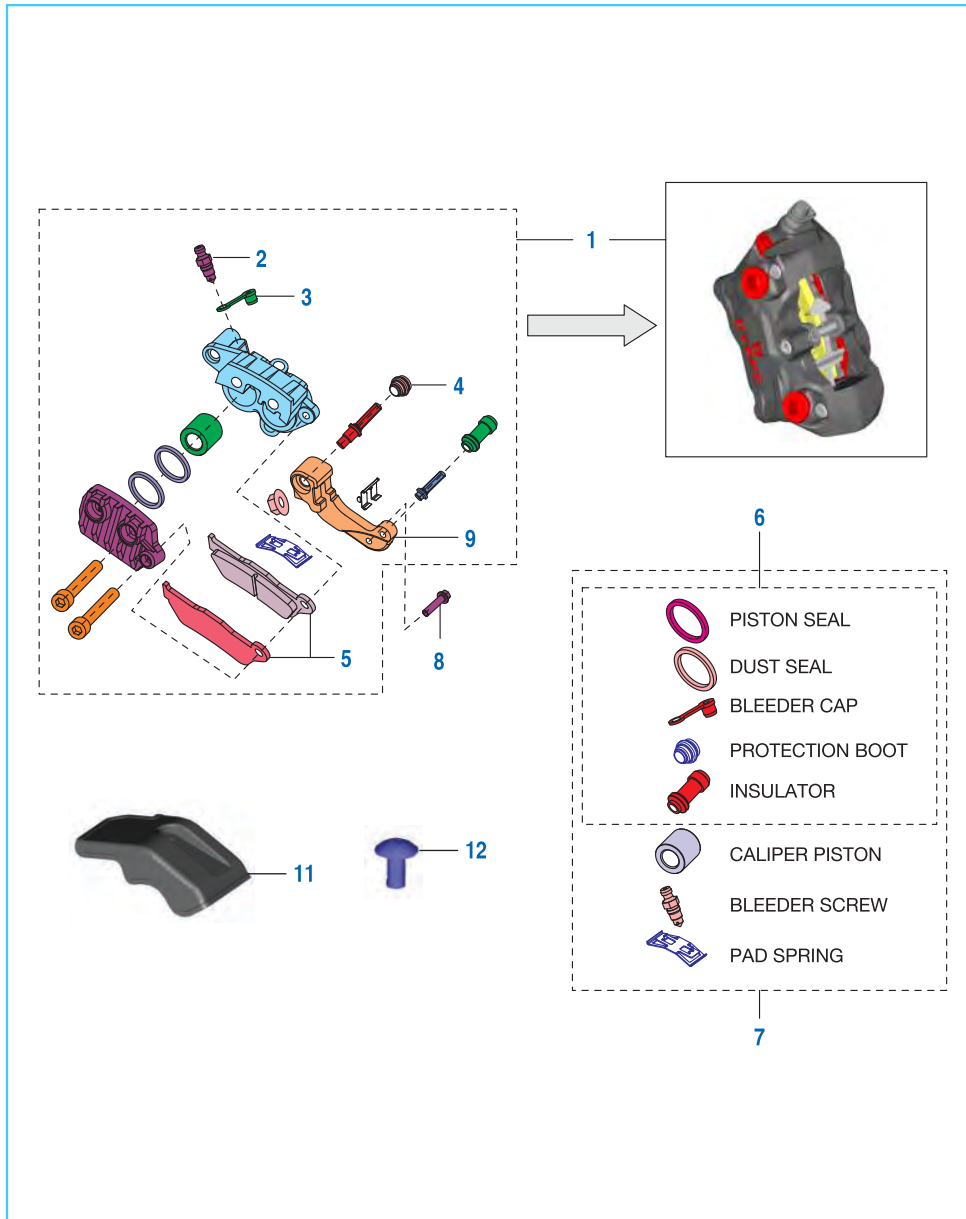 1
2
3
4
9
6
5
8
PISTON SEAL
DUST SEAL
BLEEDER CAP
PROTECTION BOOT
INSULATOR
CALIPER PISTON
BLEEDER SCREW
PAD SPRING
11
12
7